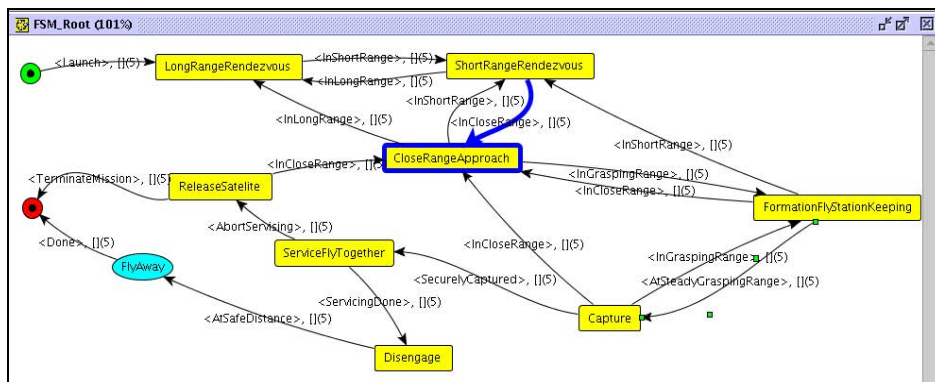 FSM_Root (101%)
<Launch>, [](5)
LongRangeRendezvous
<InShortRange>, [](5)
<InLongRange>, [](5)
ShortRangeRendezvous
<InShortRange>, [](5)
<InLongRange>, [](5)
<InCloseRange>, [](5)
<InShortRange>, [](5)
CloseRangeApproach
<InCloseRange>, [](5)
<InGraspingRange>, [](5)
<TerminateMission>, [](5)
ReleaseSatelite
<InCloseRange>, [](5)
FormationFlyStationKeeping
<AbortServising>, [](5)
<Done>, [](5)
ServiceFlyTogether
<InCloseRange>, [](5)
<InGraspingRange>, [](5)
FlyAway
<SecurelyCaptured>, [](5)
<AtSteadyGraspingRange>, [](5)
<ServicingDone>, [](5)
<AtSafeDistance>, [](5)
Capture
Disengage